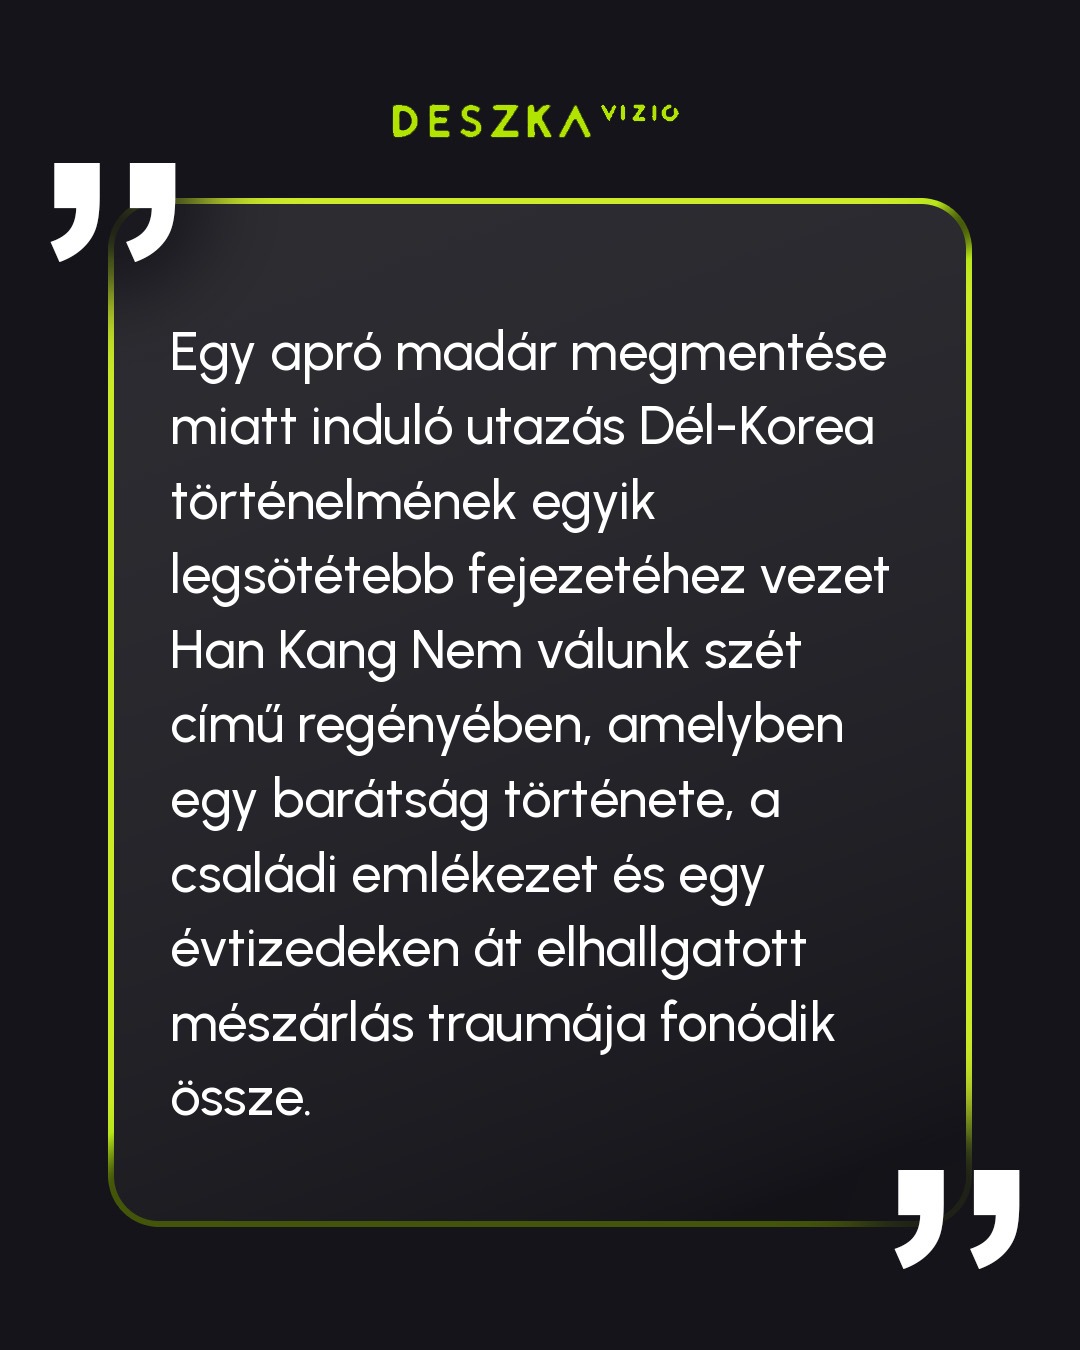 DESZKA VIZIO
”
Egy apró madár megmentése
miatt induló utazás Dél-Korea
történelmének egyik
legsötétebb fejezetéhez vezet
Han Kang Nem válunk szét
című regényében, amelyben
egy barátság története, a
családi emlékezet és egy
évtizedeken át elhallgatott
mészárlás traumája fonódik
össze.
”